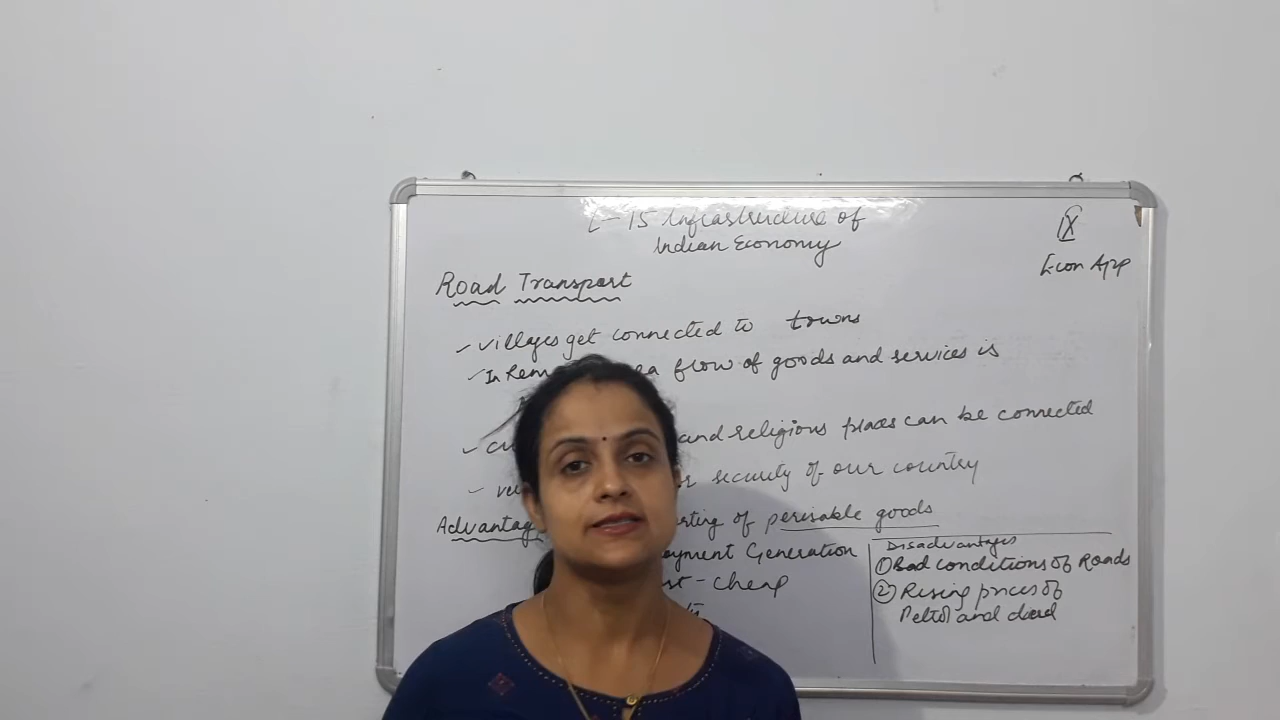 L-15 Infrastructure of
Indian Economy
IX
Econ App
Road Transport
villages get connected to towns
In flow of goods and services is
and religious places can be connected
security of our country
of perisable goods
Generation
- cheap
Disadvantages
① Bad conditions of Roads
② Rising prices of
Petrol and diesel